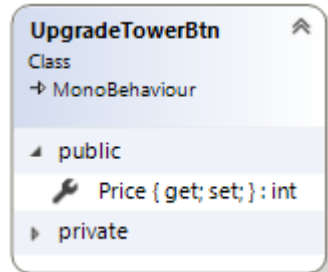 UpgradeTowerBtn
Class
MonoBehaviour
public
Price { get; set; } : int
private